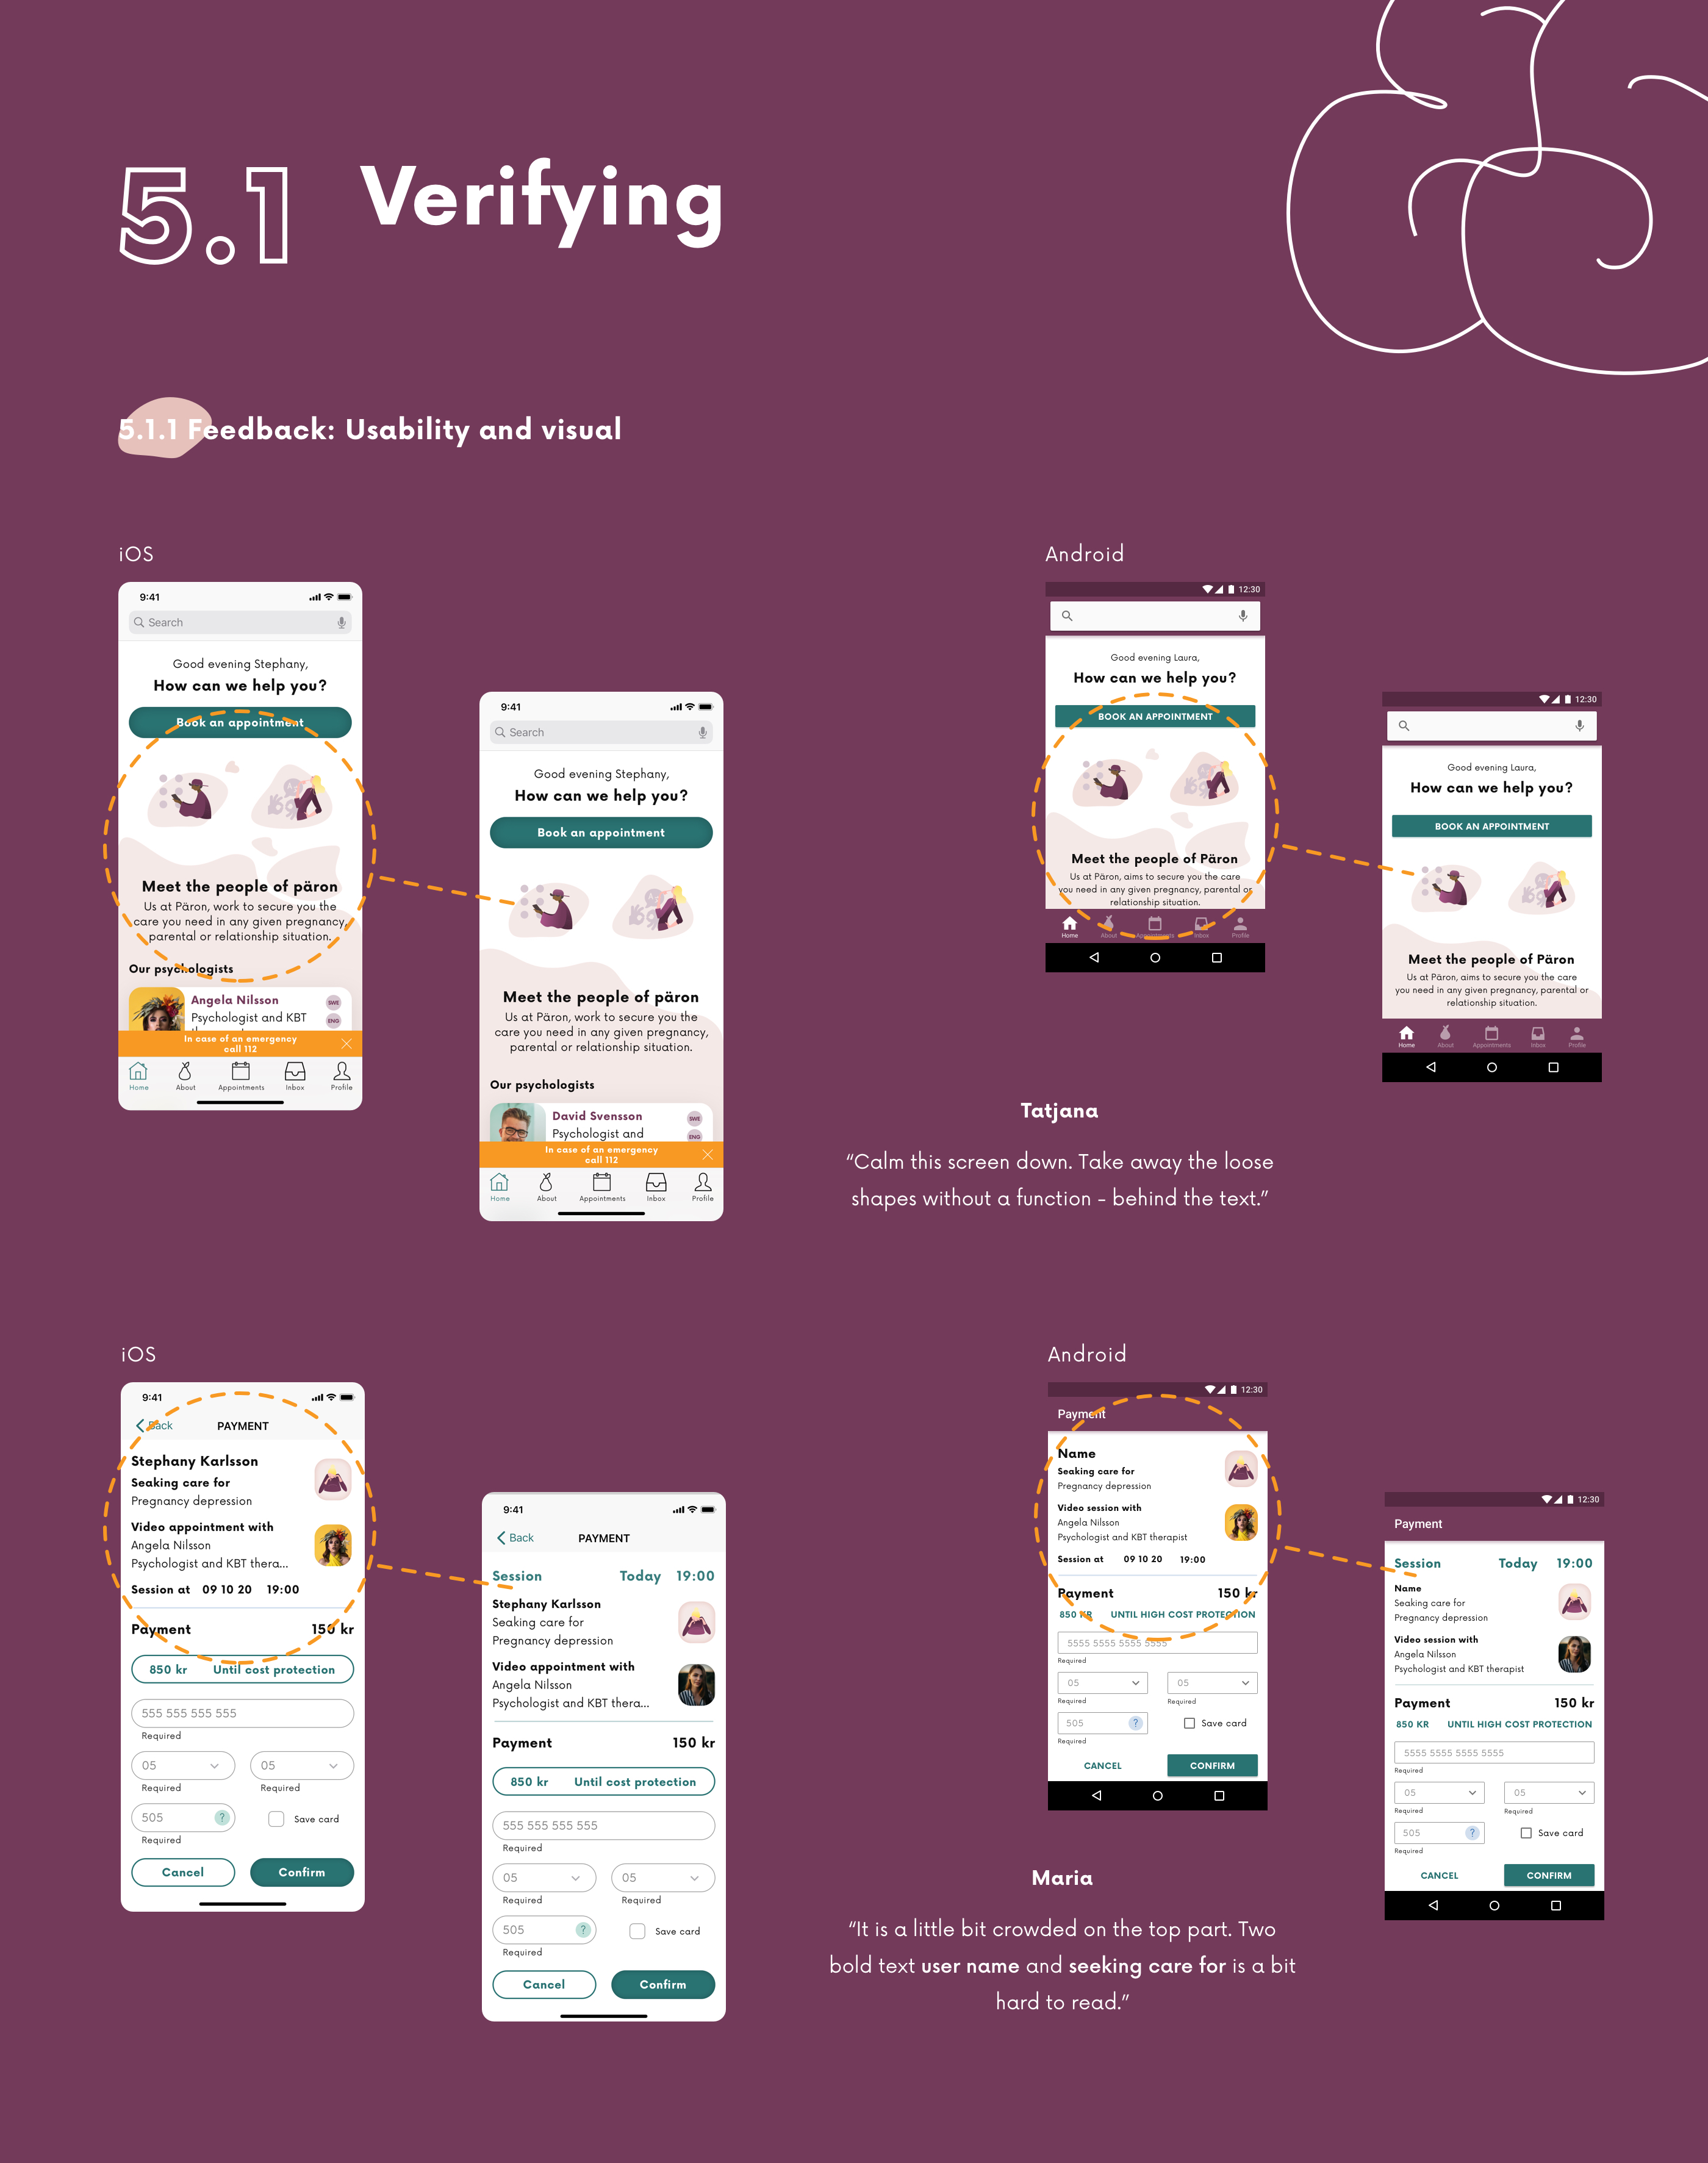 5.1 Verifying
5.1.1 Feedback: Usability and visual
iOS
9:41
Search
Good evening Stephany,
How can we help you?
Book an appointment
Meet the people of päron
Us at Päron, work to secure you the
care you need in any given pregnancy,
parental or relationship situation.
Our psychologists
Angela Nilsson
SWE
Psychologist and KBT
ENG
In case of an emergency
call 112
Home About Appointments Inbox Profile
9:41
Search
Good evening Stephany,
How can we help you?
Book an appointment
Meet the people of päron
Us at Päron, work to secure you the
care you need in any given pregnancy,
parental or relationship situation.
Our psychologists
David Svensson
SWE
Psychologist and
ENG
In case of an emergency
call 112
Home About Appointments Inbox Profile
Android
12:30
Good evening Laura,
How can we help you?
BOOK AN APPOINTMENT
Meet the people of Päron
Us at Päron, aims to secure you the care
you need in any given pregnancy, parental or
relationship situation.
Home About Appointments Inbox Profile
12:30
Good evening Laura,
How can we help you?
BOOK AN APPOINTMENT
Meet the people of Päron
Us at Päron, aims to secure you the care
you need in any given pregnancy, parental or
relationship situation.
Home About Appointments Inbox Profile
Tatjana
“Calm this screen down. Take away the loose
shapes without a function - behind the text.”
iOS
9:41
Back PAYMENT
Stephany Karlsson
Seaking care for
Pregnancy depression
Video appointment with
Angela Nilsson
Psychologist and KBT thera...
Session at 09 10 20 19:00
Payment 150 kr
850 kr Until cost protection
555 555 555 555
Required
05 05
Required Required
505 ? Save card
Required
Cancel Confirm
9:41
Back PAYMENT
Session Today 19:00
Stephany Karlsson
Seaking care for
Pregnancy depression
Video appointment with
Angela Nilsson
Psychologist and KBT thera...
Payment 150 kr
850 kr Until cost protection
555 555 555 555
Required
05 05
Required Required
505 ? Save card
Required
Cancel Confirm
Android
12:30
Payment
Name
Seaking care for
Pregnancy depression
Video session with
Angela Nilsson
Psychologist and KBT therapist
Session at 09 10 20 19:00
Payment 150 kr
850 KR UNTIL HIGH COST PROTECTION
5555 5555 5555 5555
Required
05 05
Required Required
505 ? Save card
Required
CANCEL CONFIRM
12:30
Payment
Session Today 19:00
Name
Seaking care for
Pregnancy depression
Video session with
Angela Nilsson
Psychologist and KBT therapist
Payment 150 kr
850 KR UNTIL HIGH COST PROTECTION
5555 5555 5555 5555
Required
05 05
Required Required
505 ? Save card
Required
CANCEL CONFIRM
Maria
“It is a little bit crowded on the top part. Two
bold text user name and seeking care for is a bit
hard to read.”